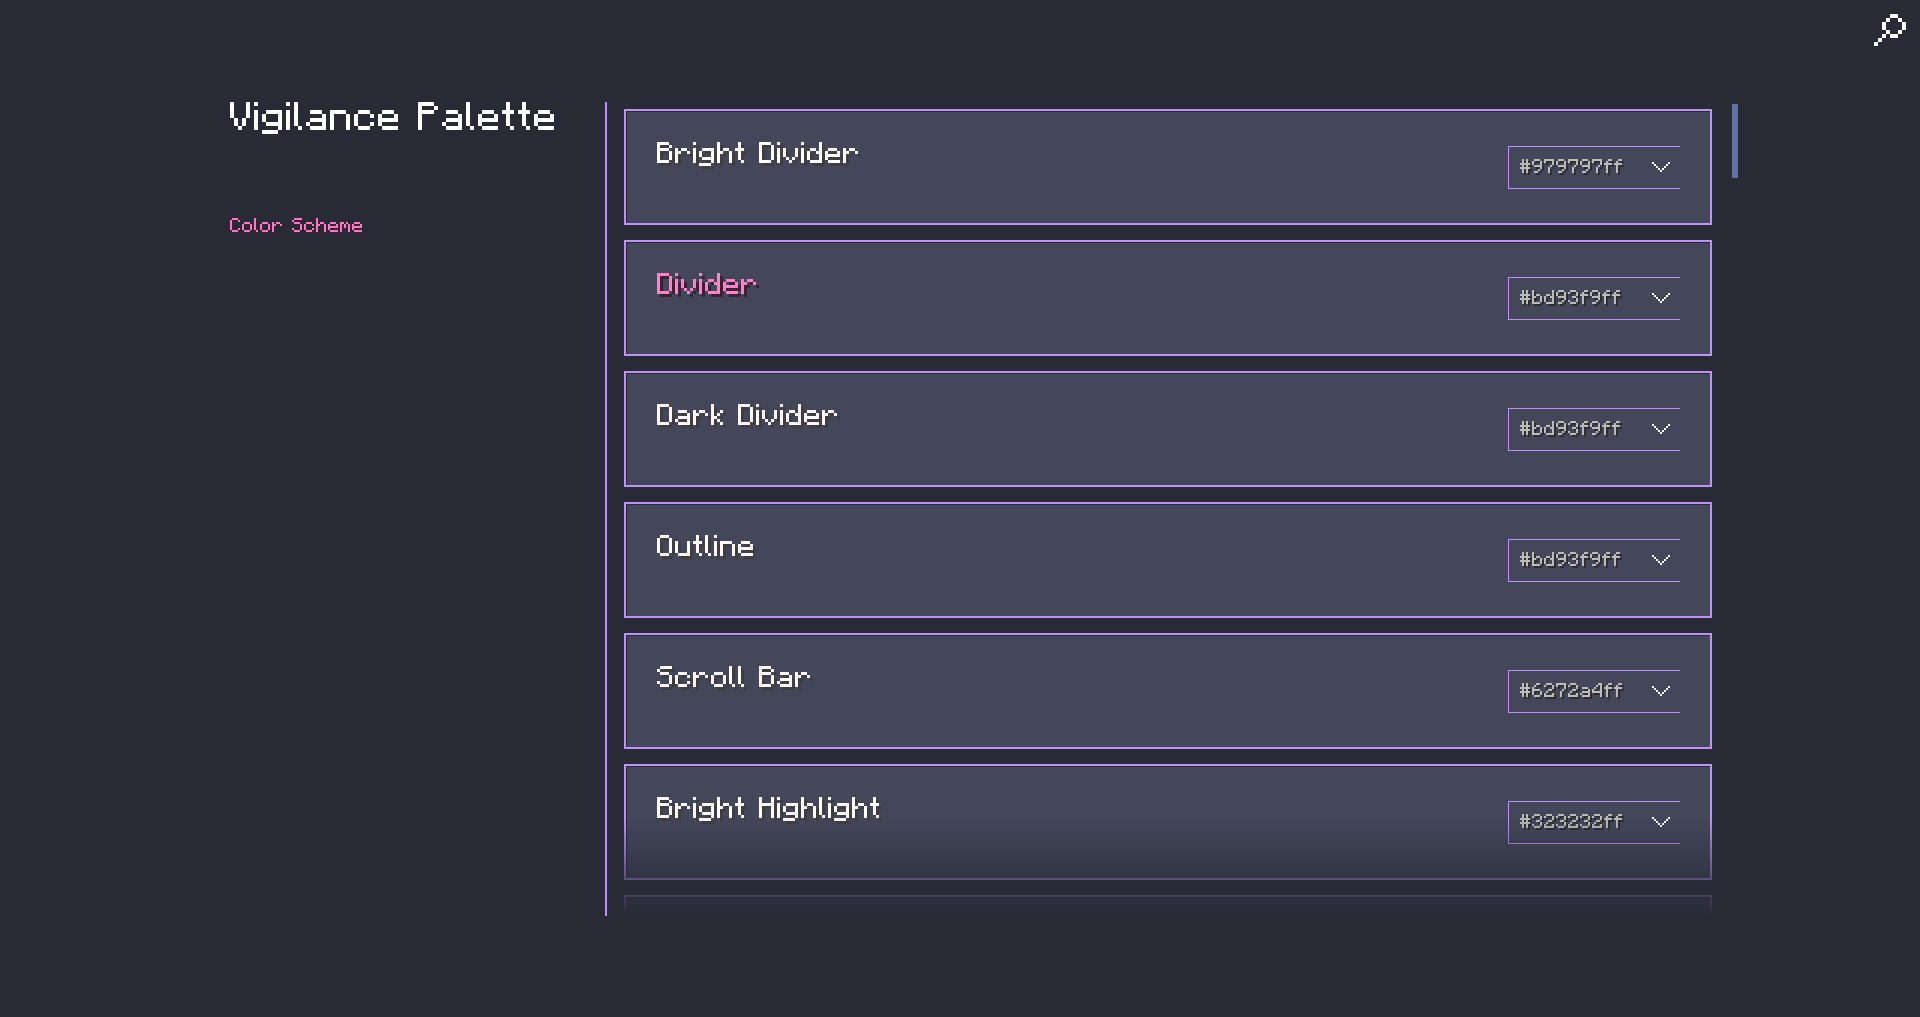 Vigilance Palette
Color Scheme
Bright Divider
#979797ff
Divider
#bd93f9ff
Dark Divider
#bd93f9ff
Outline
#bd93f9ff
Scroll Bar
#6272a4ff
Bright Highlight
#323232ff